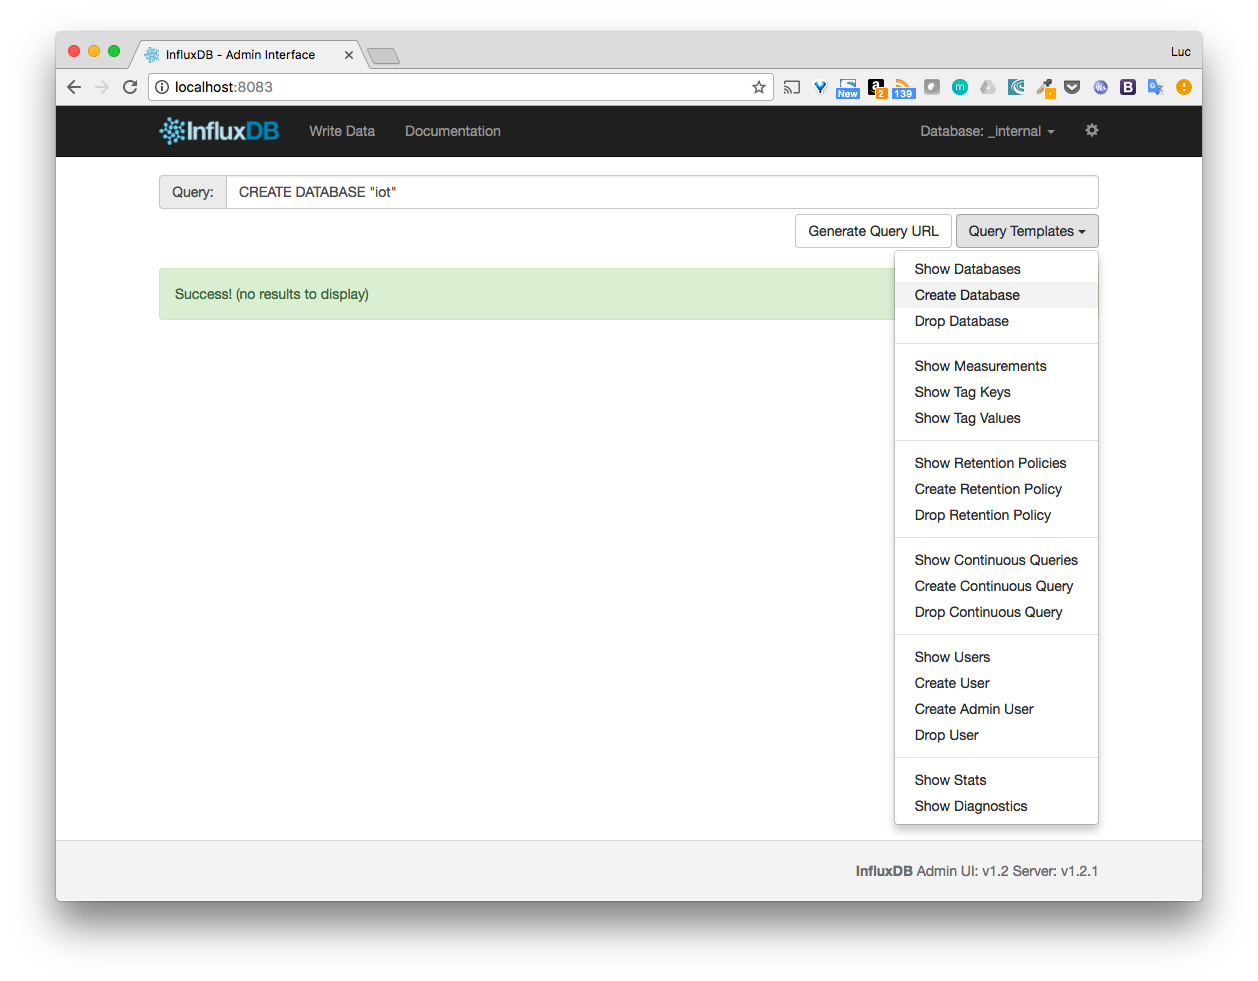 InfluxDB - Admin Interface
Luc
localhost:8083
New
a
2
139
m
Ws
B
G
InfluxDB
Write Data
Documentation
Database: _internal
Query:
CREATE DATABASE "iot"
Generate Query URL
Query Templates
Success! (no results to display)
Show Databases
Create Database
Drop Database
Show Measurements
Show Tag Keys
Show Tag Values
Show Retention Policies
Create Retention Policy
Drop Retention Policy
Show Continuous Queries
Create Continuous Query
Drop Continuous Query
Show Users
Create User
Create Admin User
Drop User
Show Stats
Show Diagnostics
InfluxDB Admin UI: v1.2 Server: v1.2.1